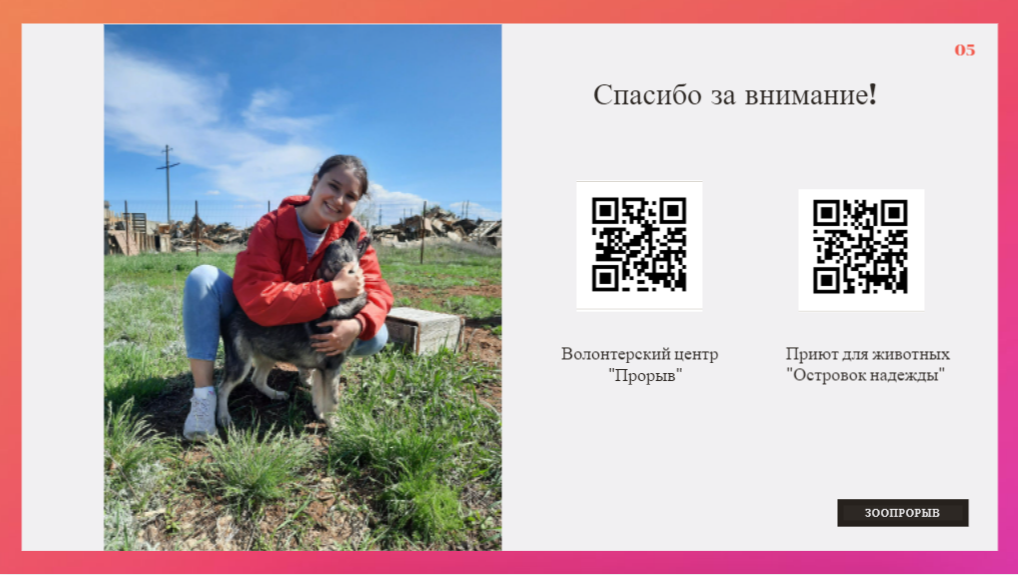 05
Спасибо за внимание!
Волонтерский центр
"Прорыв"
Приют для животных
"Островок надежды"
ЗООПРОРЫВ